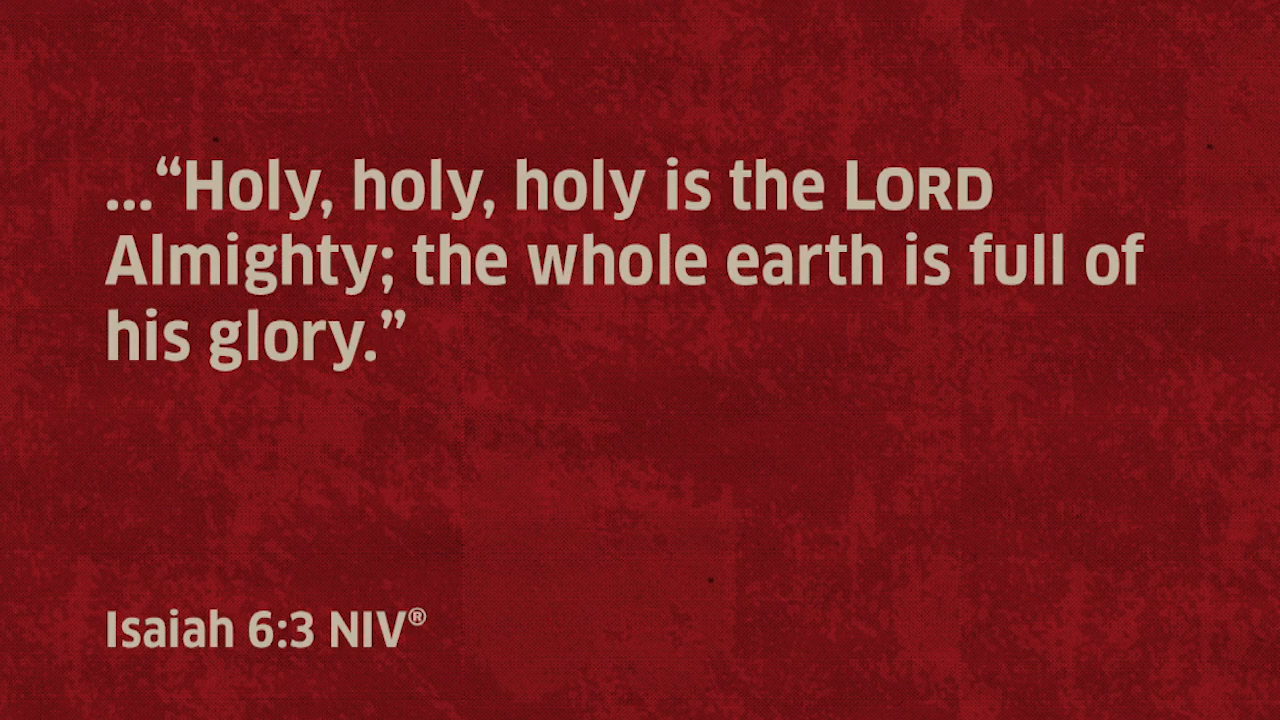 ...“Holy, holy, holy is the LORD
Almighty; the whole earth is full of
his glory.”
Isaiah 6:3 NIV®